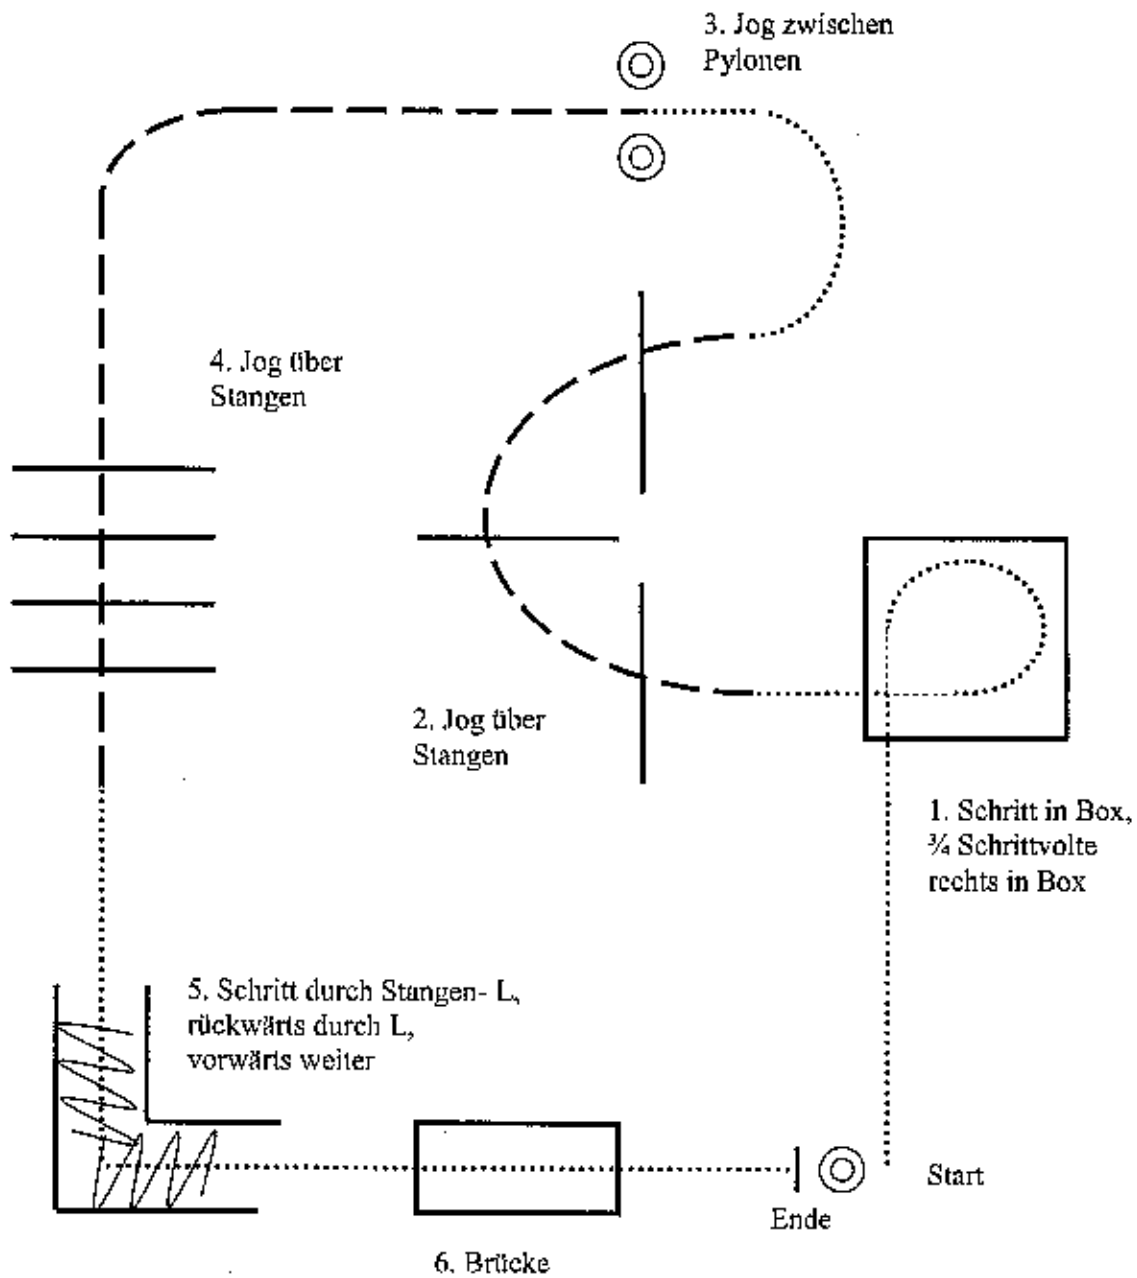 3. Jog zwischen
Pylonen
4. Jog über
Stangen
2. Jog über
Stangen
1. Schritt in Box,
¾ Schrittvolte
rechts in Box
5. Schritt durch Stangen- L,
rückwärts durch L,
vorwärts weiter
Start
Ende
6. Brücke